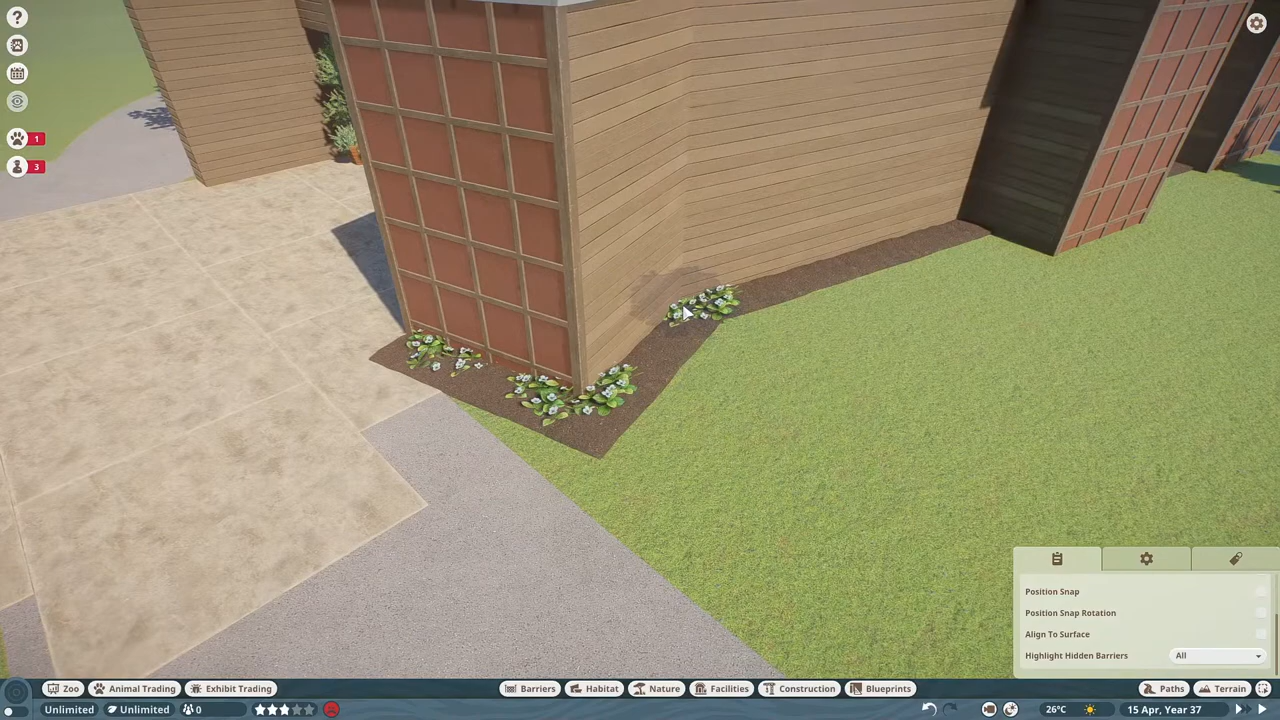 ?
1
3
Position Snap
Position Snap Rotation
Align To Surface
Highlight Hidden Barriers All
Zoo Animal Trading Exhibit Trading Barriers Habitat Nature Facilities Construction Blueprints Paths Terrain
Unlimited Unlimited 0 26°C 15 Apr, Year 37